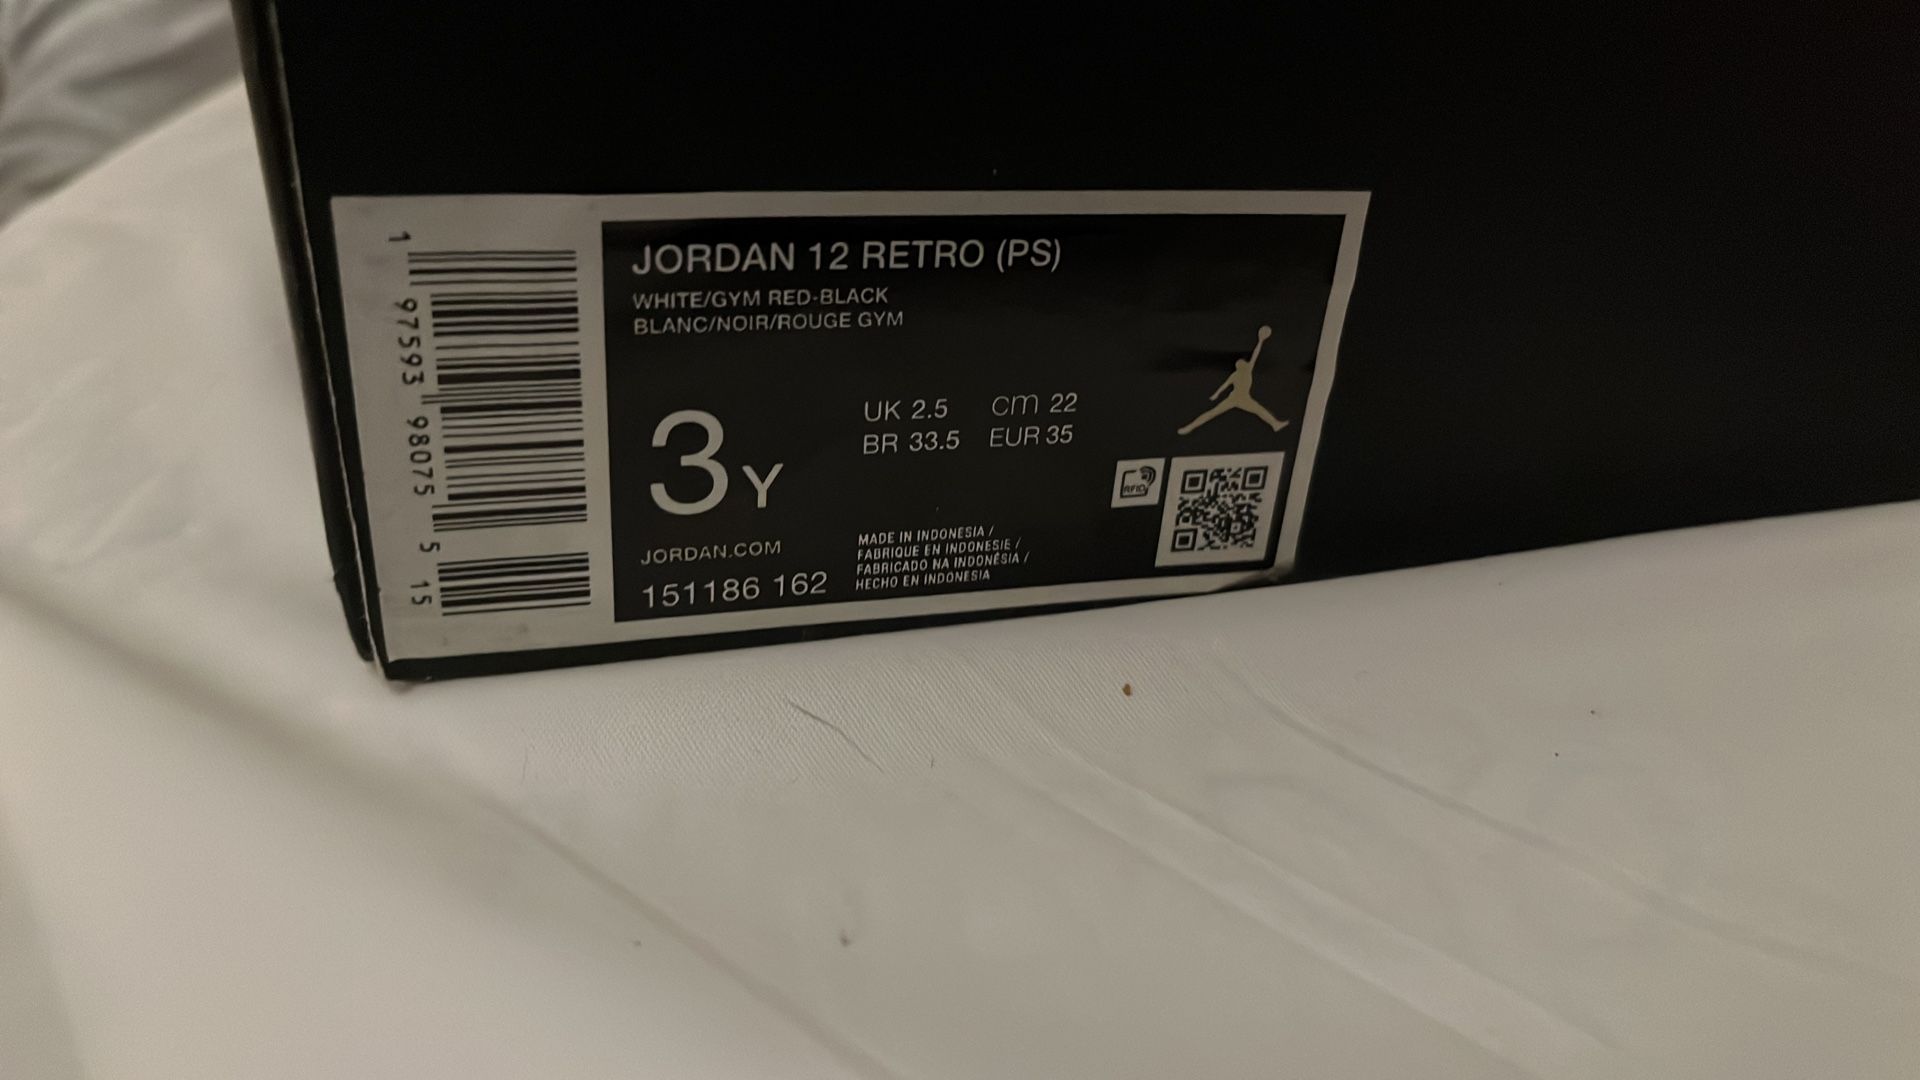 JORDAN 12 RETRO (PS)
WHITE/GYM RED-BLACK
BLANC/NOIR/ROUGE GYM
3Y
UK 2.5 cm 22
BR 33.5 EUR 35
RFID
JORDAN.COM
151186 162
MADE IN INDONESIA /
FABRIQUE EN INDONESIE /
FABRICADO NA INDONÉSIA /
HECHO EN INDONESIA
1 97593 98075 5 15